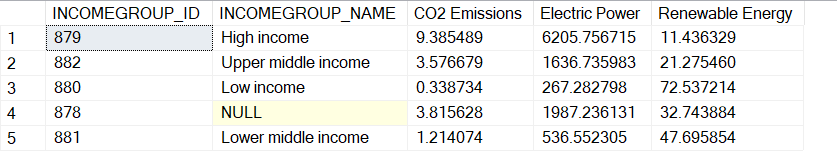 INCOMEGROUP_ID INCOMEGROUP_NAME CO2 Emissions Electric Power Renewable Energy
1 879 High income 9.385489 6205.756715 11.436329
2 882 Upper middle income 3.576679 1636.735983 21.275460
3 880 Low income 0.338734 267.282798 72.537214
4 878 NULL 3.815628 1987.236131 32.743884
5 881 Lower middle income 1.214074 536.552305 47.695854